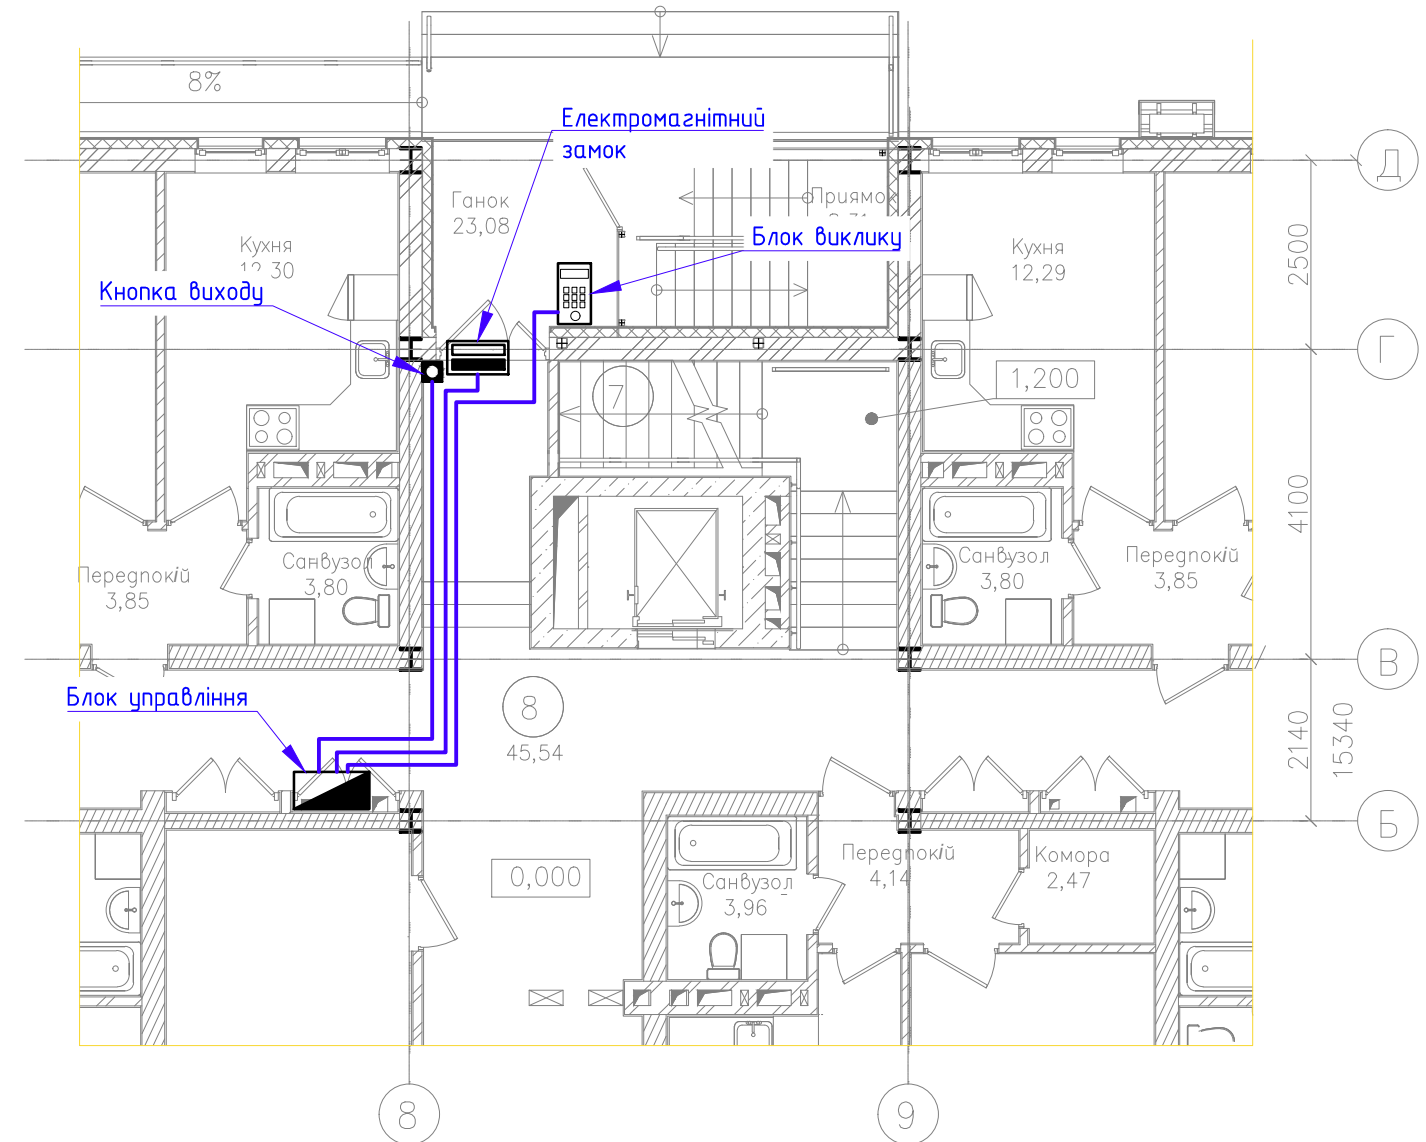 8%
Електромагнітний
замок
Д
Ганок
23,08
Приямок
Блок виклику
Кухня
12,30
Кухня
12,29
2500
Кнопка виходу
Г
1,200
7
4100
Санвузол
3,80
Передпокій
3,85
Санвузол
3,80
Передпокій
3,85
В
Блок управління
8
45,54
2140
15340
Б
0,000
Передпокій
4,14
Комора
2,47
Санвузол
3,96
8
9